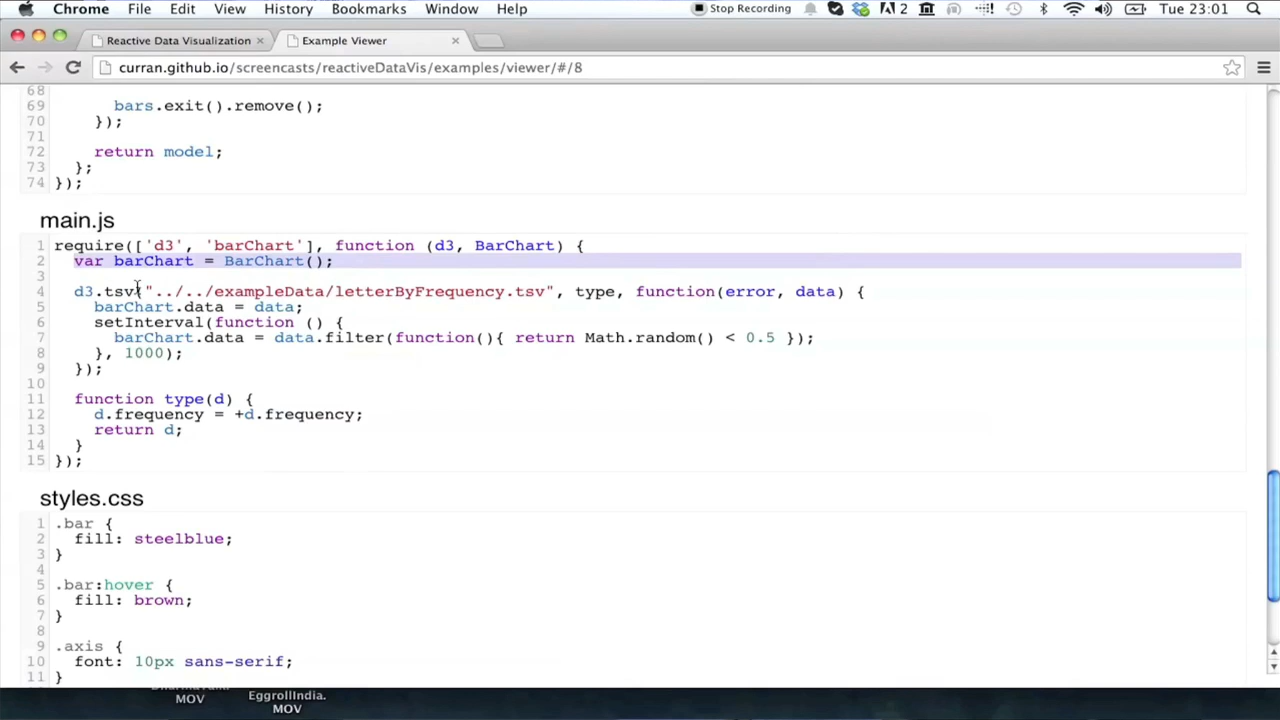 Chrome File Edit View History Bookmarks Window Help Stop Recording 2 Tue 23:01
Reactive Data Visualization Example Viewer
curran.github.io/screencasts/reactiveDataVis/examples/viewer/#/8
68
69 bars.exit().remove();
70 });
71
72 return model;
73 };
74 });
main.js
1 require(['d3', 'barChart'], function (d3, BarChart) {
2 var barChart = BarChart();
3
4 d3.tsv("../../exampleData/letterByFrequency.tsv", type, function(error, data) {
5 barChart.data = data;
6 setInterval(function () {
7 barChart.data = data.filter(function(){ return Math.random() < 0.5 });
8 }, 1000);
9 });
10
11 function type(d) {
12 d.frequency = +d.frequency;
13 return d;
14 }
15 });
styles.css
1 .bar {
2 fill: steelblue;
3 }
4
5 .bar:hover {
6 fill: brown;
7 }
8
9 .axis {
10 font: 10px sans-serif;
11 }
MOV
EggrollIndia.
MOV